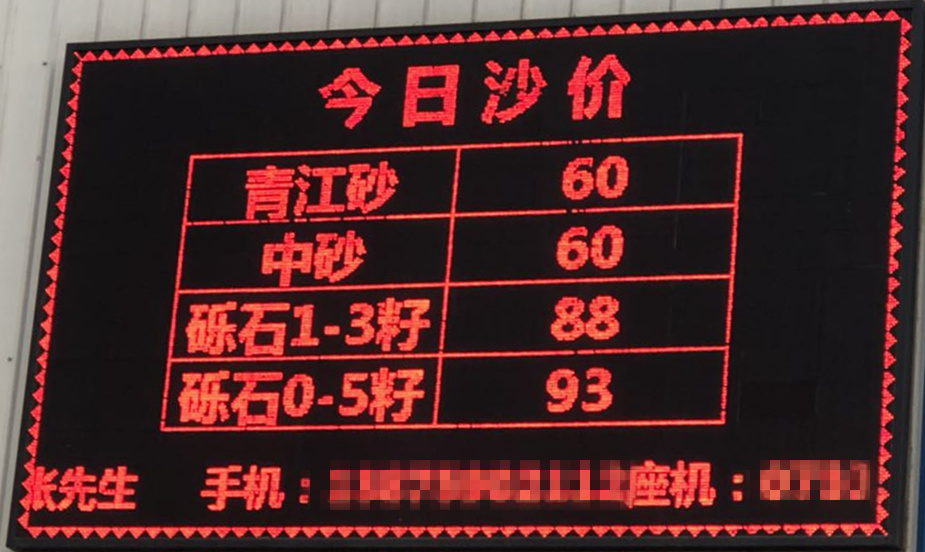 今日沙价
青江砂 60
中砂 60
砾石1-3籽 88
砾石0-5籽 93
张先生 手机： 座机：